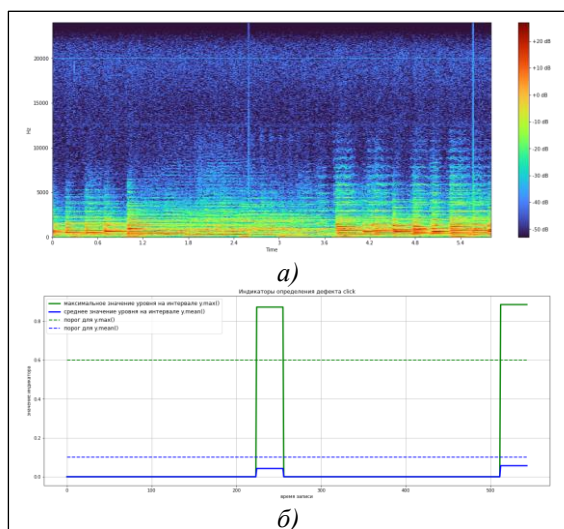 20000
15000
10000
5000
0
Hz
0
0.6
1.2
1.8
2.4
3
3.6
4.2
4.8
5.4
Time
+20 dB
+10 dB
+0 dB
-10 dB
-20 dB
-30 dB
-40 dB
-50 dB
а)
Индикаторы определения дефекта click
максимальное значение уровня на интервале y.max()
среднее значение уровня на интервале y.mean()
порог для y.max()
порог для y.mean()
значение индикатора
0.8
0.6
0.4
0.2
0.0
0
100
200
300
400
500
время записи
б)